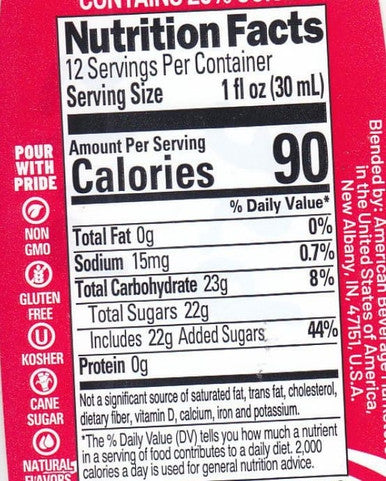 Nutrition Facts
12 Servings Per Container
Serving Size 1 fl oz (30 mL)
Amount Per Serving
Calories 90
% Daily Value*
Total Fat 0g 0%
Sodium 15mg 0.7%
Total Carbohydrate 23g 8%
Total Sugars 22g
Includes 22g Added Sugars 44%
Protein 0g
Not a significant source of saturated fat, trans fat, cholesterol,
dietary fiber, vitamin D, calcium, iron and potassium.
*The % Daily Value (DV) tells you how much a nutrient
in a serving of food contributes to a daily diet. 2,000
calories a day is used for general nutrition advice.
POUR
WITH
PRIDE
NON
GMO
GLUTEN
FREE
U
KOSHER
CANE
SUGAR
NATURAL
FLAVORS
Blended by: American
in the United States of America,
New Albany, IN, 47151, U.S.A.